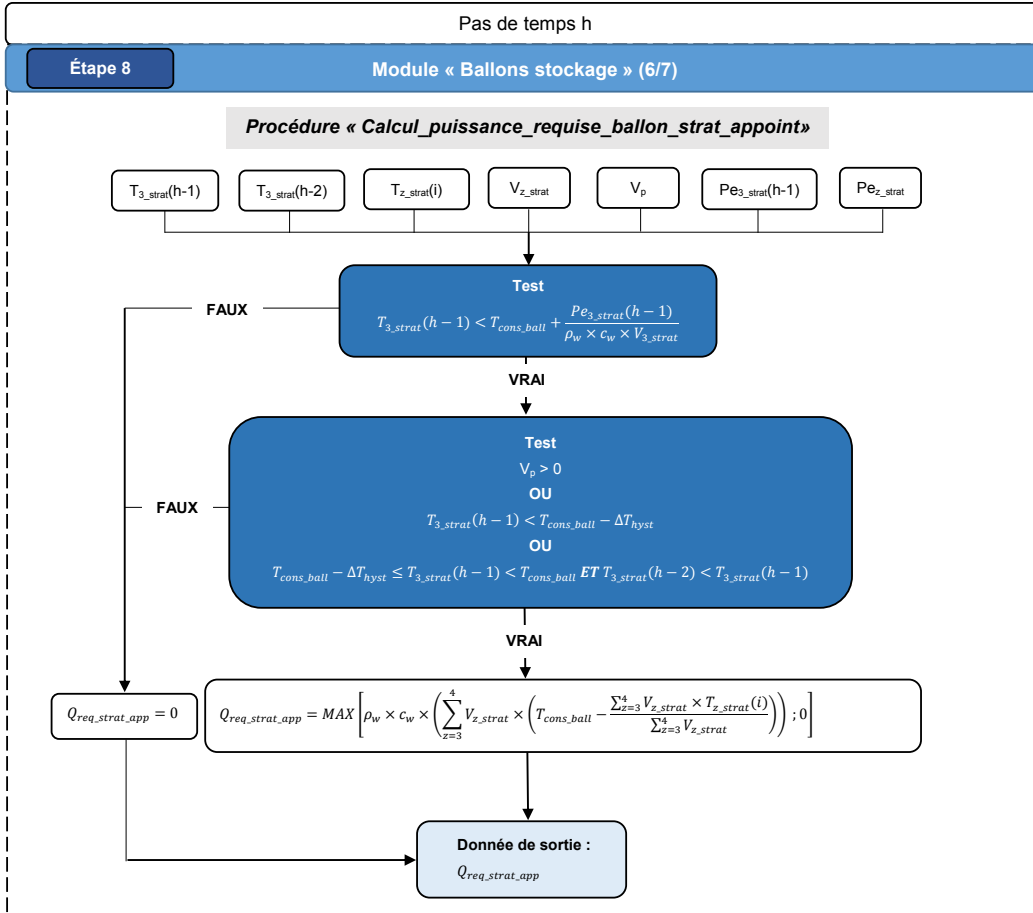 Pas de temps h
Étape 8
Module « Ballons stockage » (6/7)
Procédure « Calcul_puissance_requise_ballon_strat_appoint»
T3_strat(h-1) T3_strat(h-2) Tz_strat(i) Vz_strat Vp Pe3_strat(h-1) Pez_strat
Test
T3_strat(h − 1) < Tcons_ball + Pe3_strat(h − 1) / ρw × cw × V3_strat
FAUX
VRAI
Test
Vp > 0
OU
FAUX
T3_strat(h − 1) < Tcons_ball − ΔThyst
OU
Tcons_ball − ΔThyst ≤ T3_strat(h − 1) < Tcons_ball ET T3_strat(h − 2) < T3_strat(h − 1)
VRAI
Qreq_strat_app = 0
Qreq_strat_app = MAX [ρw × cw × (∑z=3 4 Vz_strat × (Tcons_ball − ∑z=3 4 Vz_strat × Tz_strat(i) / ∑z=3 4 Vz_strat)) ; 0]
Donnée de sortie :
Qreq_strat_app